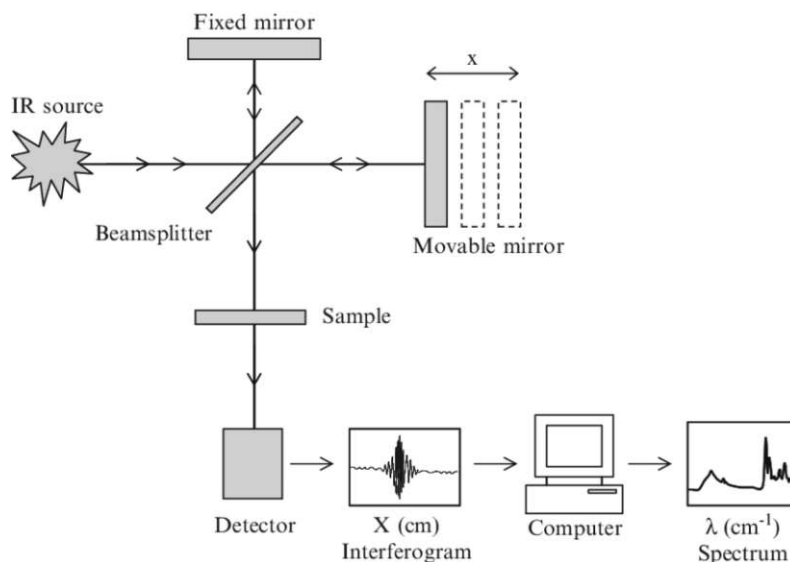 Fixed mirror
x
IR source
Beamsplitter
Movable mirror
Sample
Detector
X (cm)
Interferogram
Computer
λ (cm⁻¹)
Spectrum